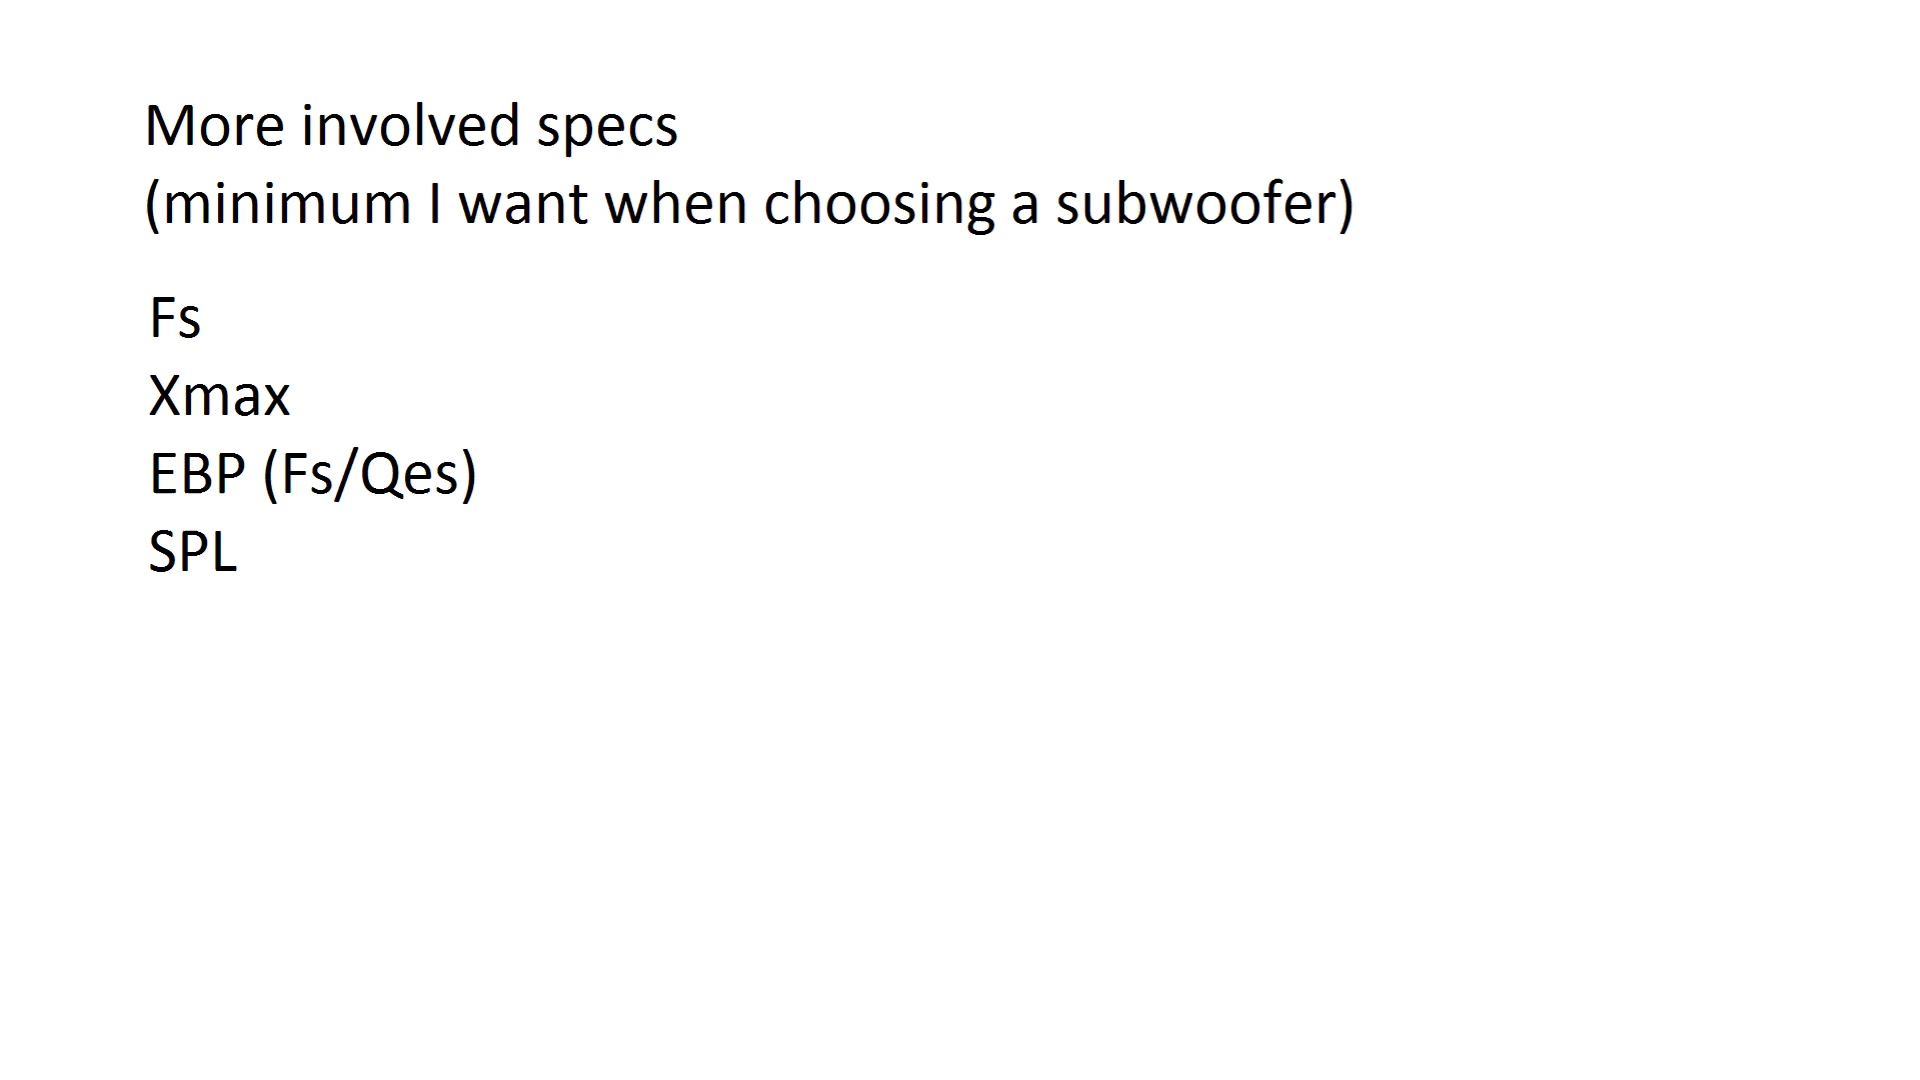 More involved specs
(minimum I want when choosing a subwoofer)
Fs
Xmax
EBP (Fs/Qes)
SPL